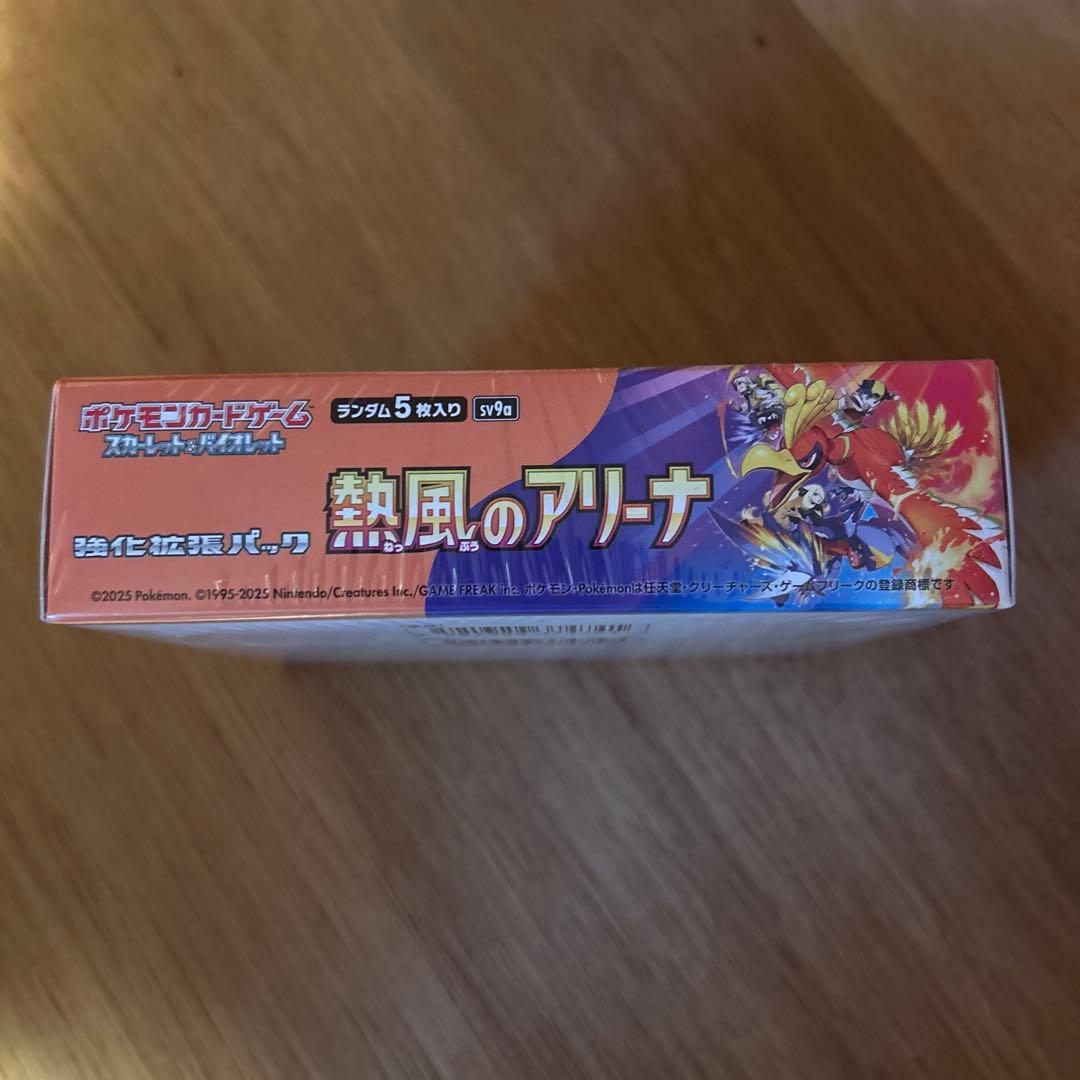 ポケモンカードゲーム
スカーレット&バイオレット
ランダム5枚入り sv9a
強化拡張パック
熱風のアリーナ
ねっ ぷう
©2025 Pokémon. ©1995-2025 Nintendo/Creatures Inc./GAME FREAK inc. ポケモン・Pokémonは任天堂・クリーチャーズ・ゲームフリークの登録商標です。